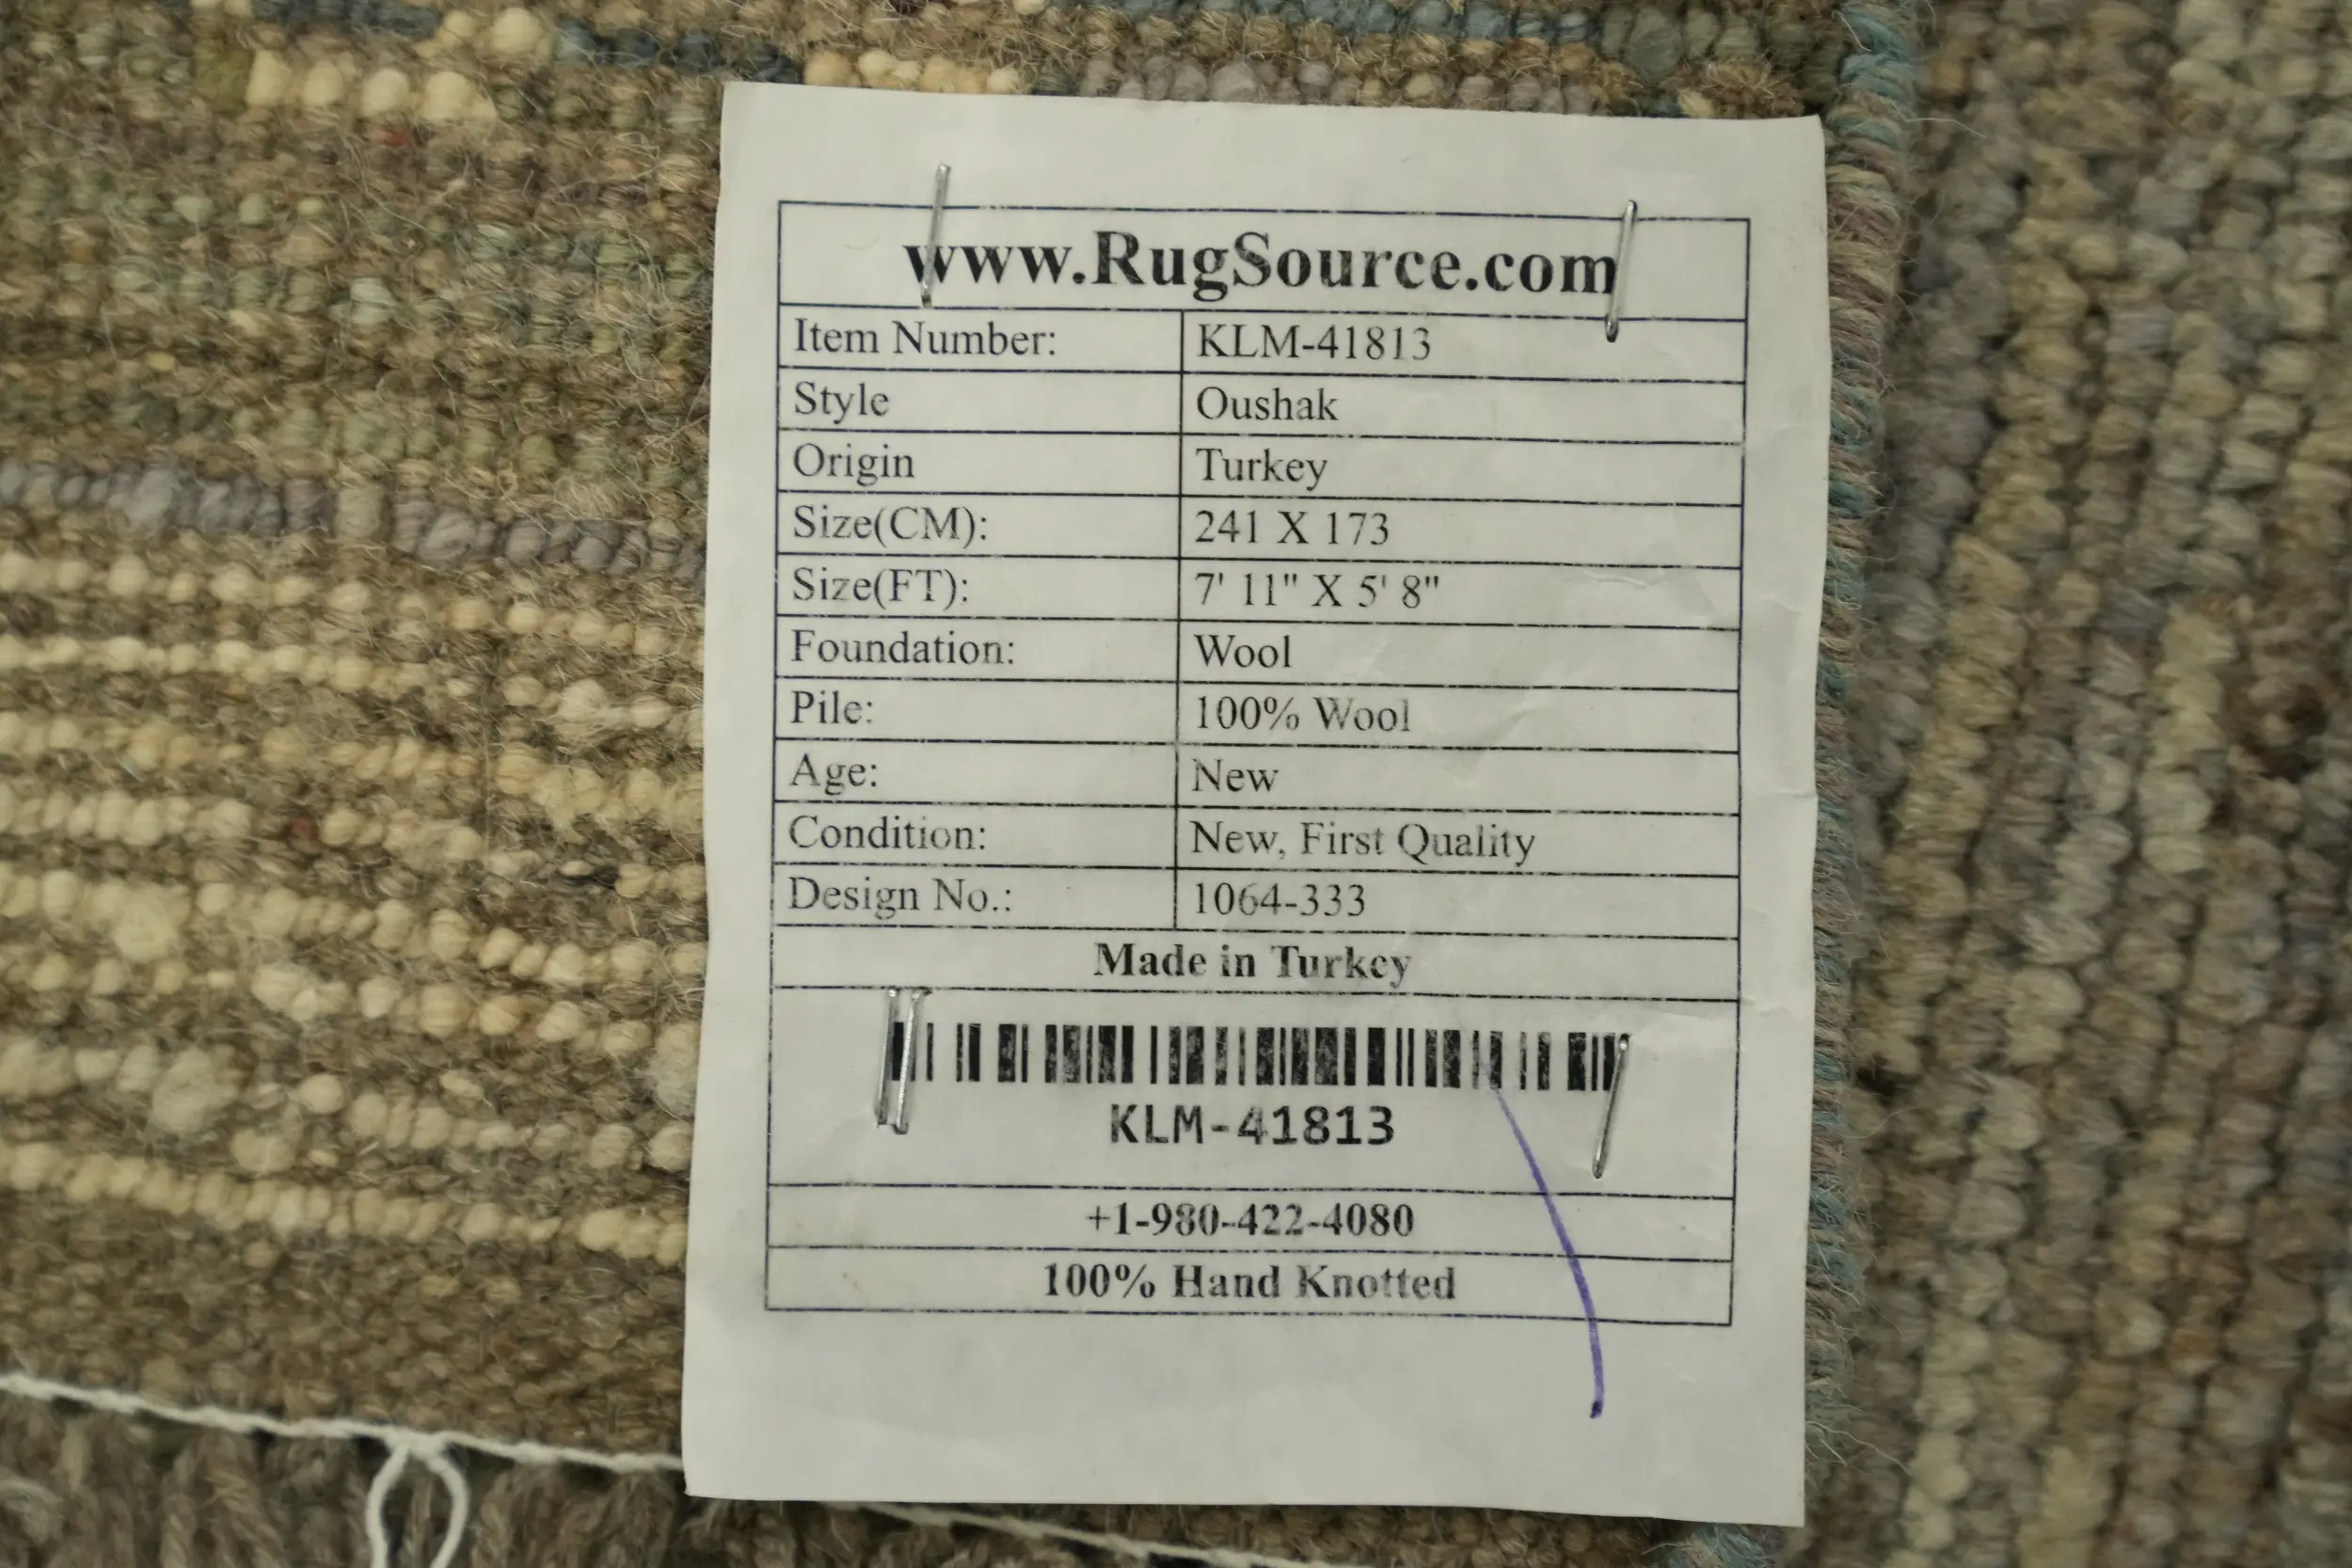 www.RugSource.com
Item Number: KLM-41813
Style Oushak
Origin Turkey
Size(CM): 241 X 173
Size(FT): 7' 11" X 5' 8"
Foundation: Wool
Pile: 100% Wool
Age: New
Condition: New, First Quality
Design No.: 1064-333
Made in Turkey
KLM-41813
+1-980-422-4080
100% Hand Knotted